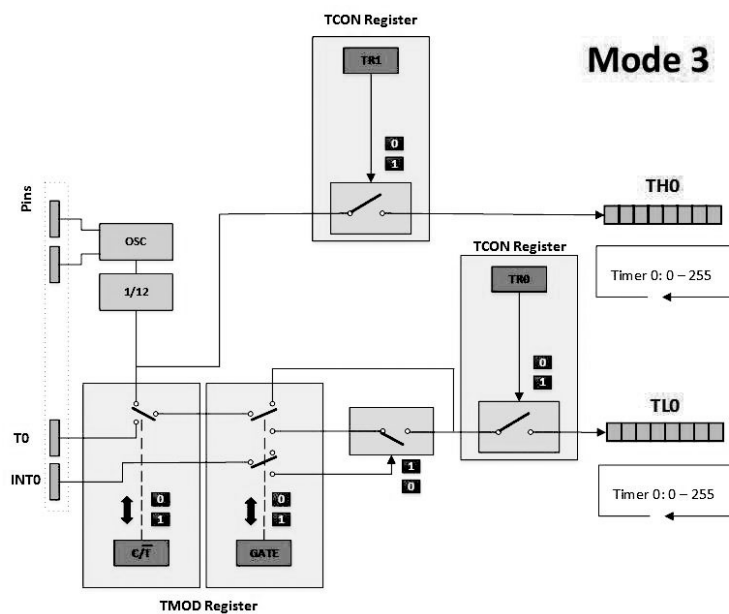 TCON Register
Mode 3
TR1
0
1
TH0
Pins
OSC
TCON Register
1/12
TR0
Timer 0: 0 – 255
0
1
TL0
T0
INT0
1
0
0
1
0
1
Timer 0: 0 – 255
C/T̅
GATE
TMOD Register